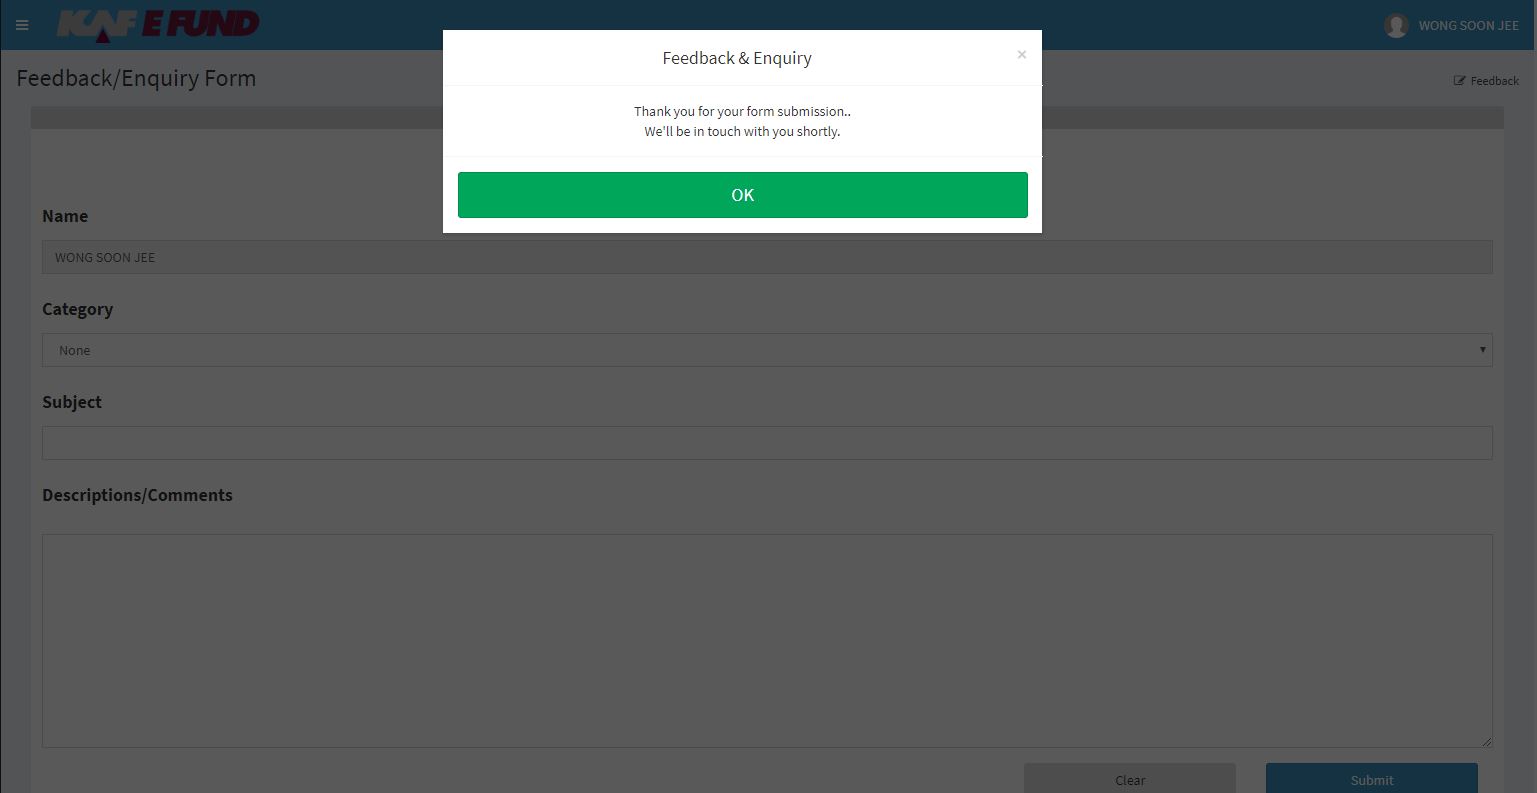 KAF E FUND
WONG SOON JEE
Feedback & Enquiry
×
Feedback/Enquiry Form
Feedback
Thank you for your form submission..
We'll be in touch with you shortly.
OK
Name
WONG SOON JEE
Category
None
Subject
Descriptions/Comments
Clear
Submit